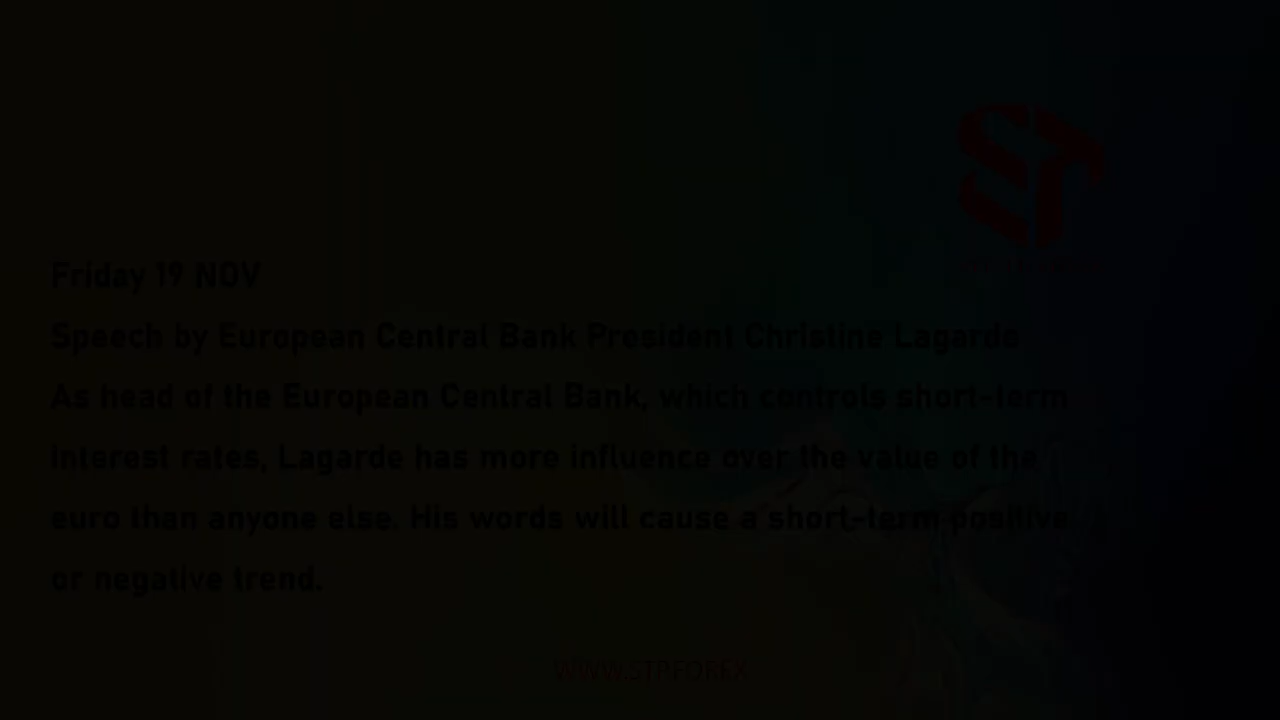 Friday 19 NOV
Speech by European Central Bank President Christine Lagarde
As head of the European Central Bank, which controls short-term
interest rates, Lagarde has more influence over the value of the
euro than anyone else. His words will cause a short-term positive
or negative trend.
WWW.STPFOREX